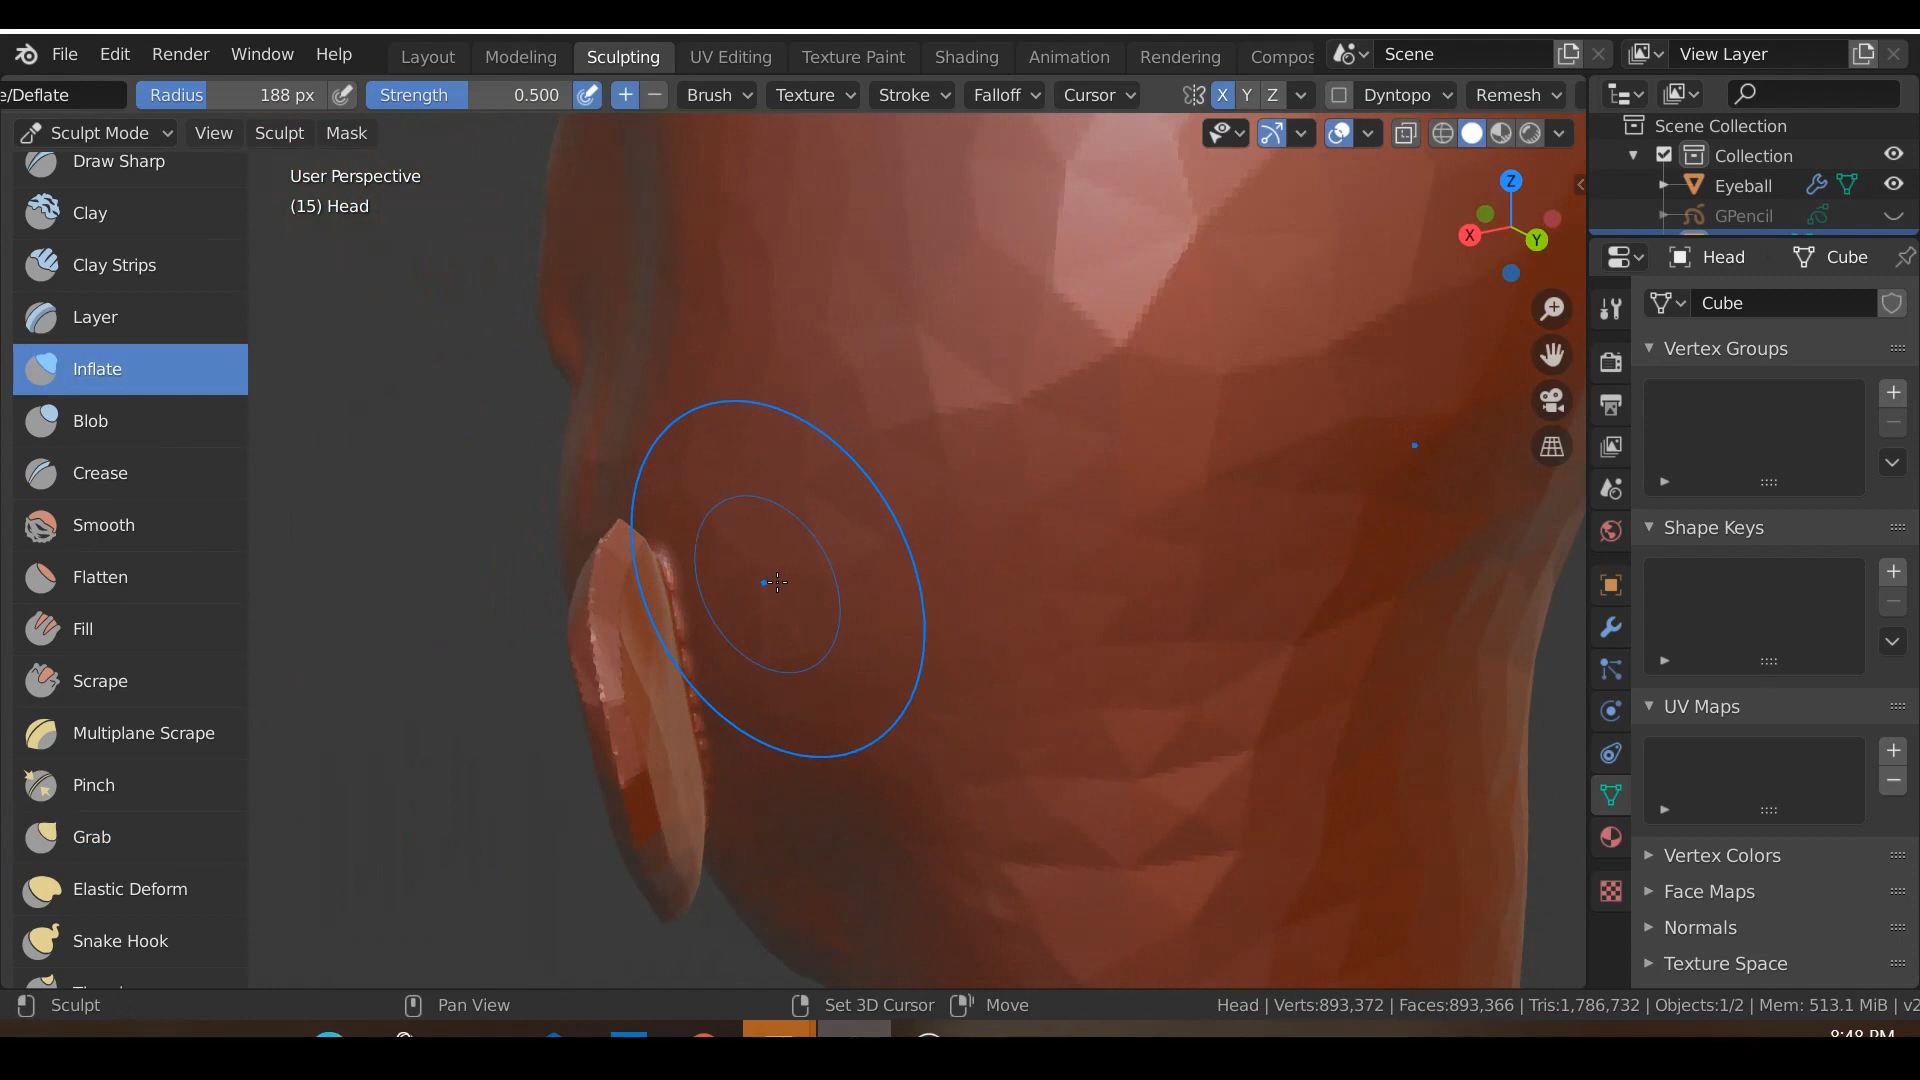 File Edit Render Window Help Layout Modeling Sculpting UV Editing Texture Paint Shading Animation Rendering Compos Scene View Layer
e/Deflate Radius 188 px Strength 0.500 Brush Texture Stroke Falloff Cursor X Y Z Dyntopo Remesh
Sculpt Mode View Sculpt Mask
Scene Collection
Collection
Eyeball
GPencil
User Perspective
(15) Head
Z
X
Y
Draw Sharp
Clay
Clay Strips
Layer
Inflate
Blob
Crease
Smooth
Flatten
Fill
Scrape
Multiplane Scrape
Pinch
Grab
Elastic Deform
Snake Hook
Head Cube
Cube
Vertex Groups
Shape Keys
UV Maps
Vertex Colors
Face Maps
Normals
Texture Space
Sculpt Pan View Set 3D Cursor Move Head | Verts:893,372 | Faces:893,366 | Tris:1,786,732 | Objects:1/2 | Mem: 513.1 MiB | v2
8:48 PM